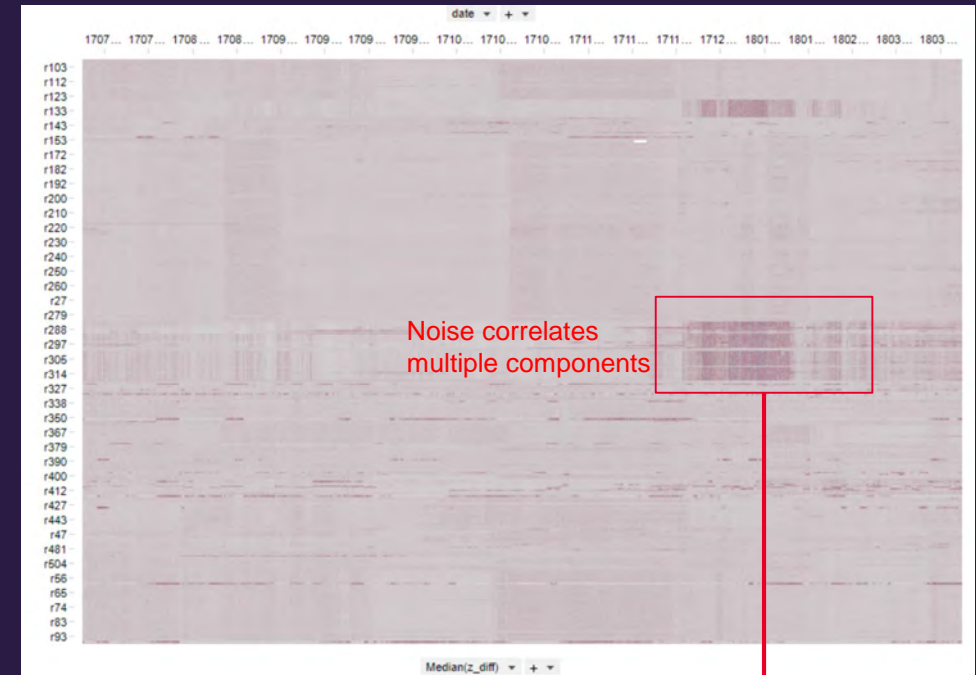 date
1707... 1707... 1708 ... 1708... 1709... 1709... 1709... 1709... 1710... 1710... 1710... 1711... 1711... 1711... 1712... 1801... 1801... 1802... 1803... 1803...
r103
r112
r123
r133
r143
r153
r172
r182
r192
r200
r210
r220
r230
r240
r250
r260
r27
r279
r288
r297
r305
r314
r327
r338
r350
r367
r379
r390
r400
r412
r427
r443
r47
r481
r504
r56
r65
r74
r83
r93
Noise correlates
multiple components
Median(z_diff)